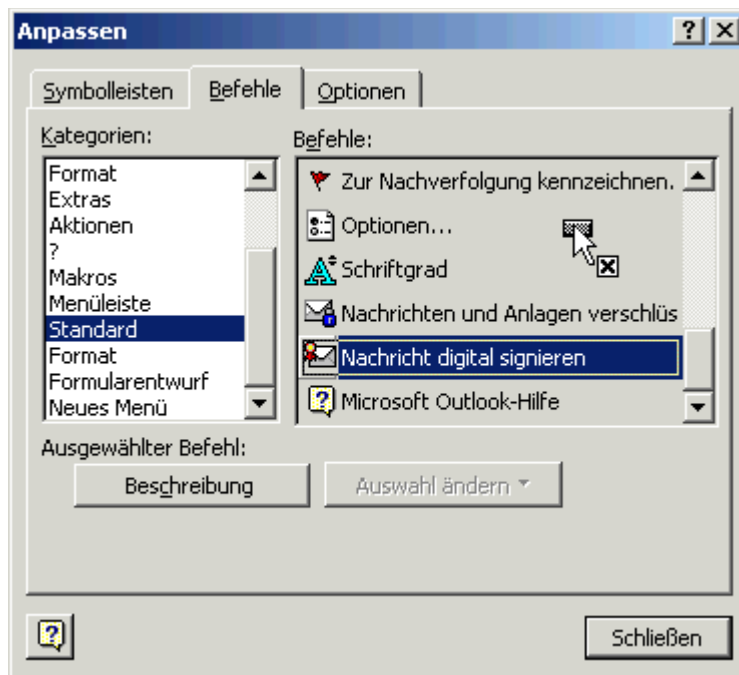 Anpassen
Symbolleisten Befehle Optionen
Kategorien:
Format
Extras
Aktionen
?
Makros
Menüleiste
Standard
Format
Formularentwurf
Neues Menü
Befehle:
Zur Nachverfolgung kennzeichnen.
Optionen...
Schriftgrad
Nachrichten und Anlagen verschlüs
Nachricht digital signieren
Microsoft Outlook-Hilfe
Ausgewählter Befehl:
Beschreibung Auswahl ändern
Schließen